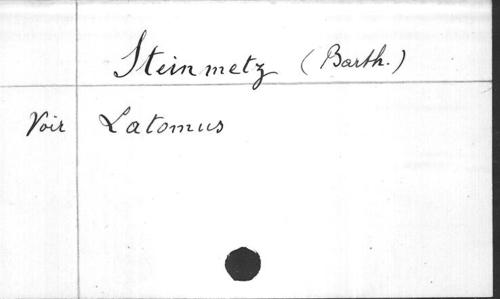 Steinmetz (Barth.)
Voir Latomus